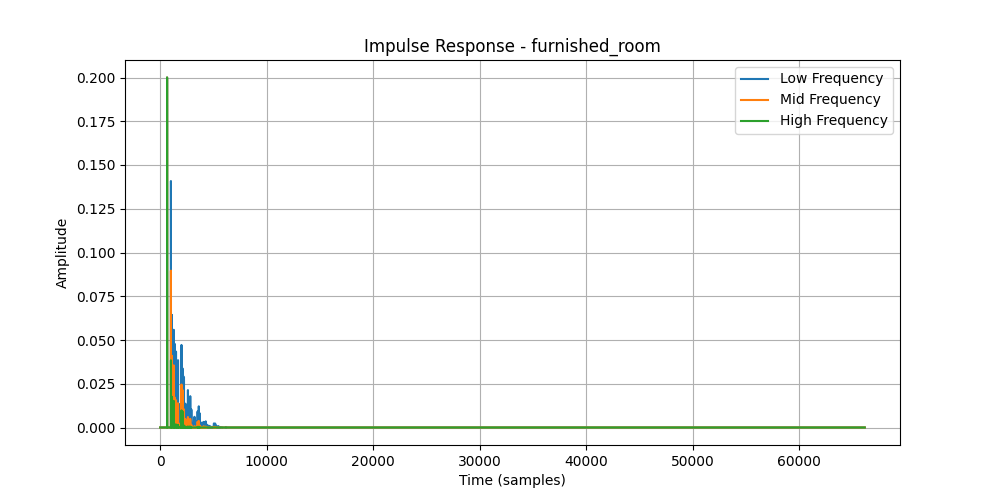 Impulse Response - furnished_room
Low Frequency
Mid Frequency
High Frequency
0.200
0.175
0.150
0.125
0.100
0.075
0.050
0.025
0.000
Amplitude
0 10000 20000 30000 40000 50000 60000
Time (samples)